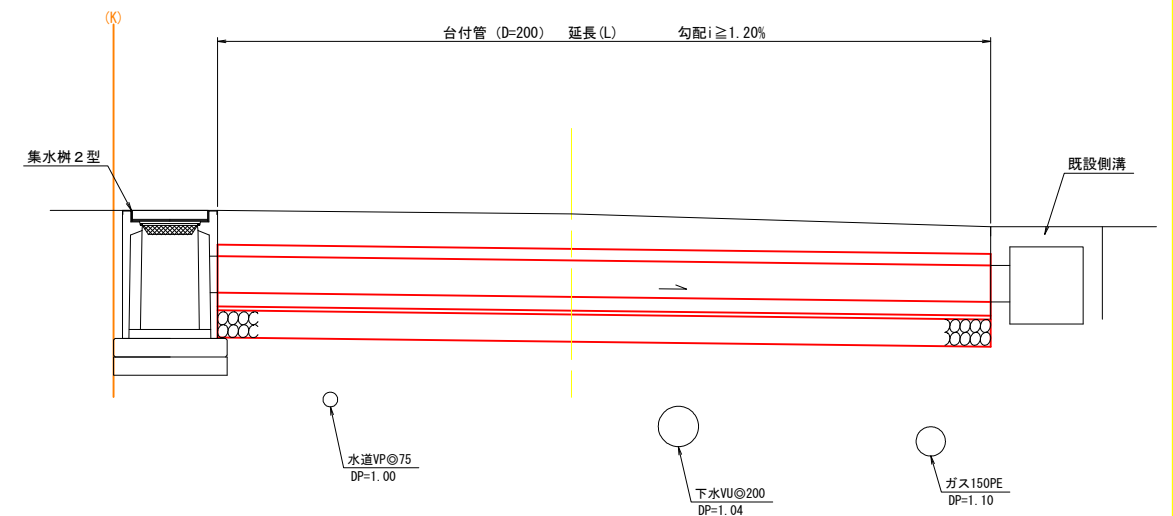 (K)
台付管 (D=200) 延長(L) 勾配i≧1.20%
集水桝２型
既設側溝
水道VP◎75
DP=1.00
下水VU◎200
DP=1.04
ガス150PE
DP=1.10